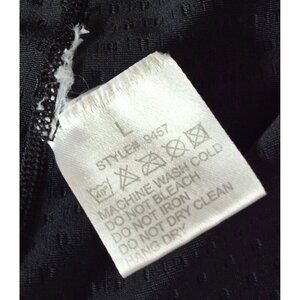 L
STYLE# 9457
MACHINE WASH COLD
DO NOT BLEACH
DO NOT IRON
DO NOT DRY CLEAN
HANG DRY